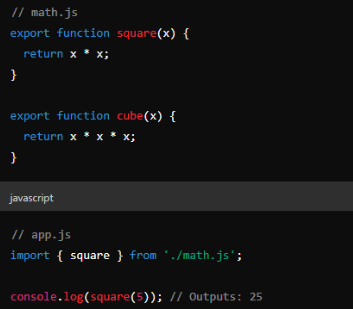 // math.js
export function square(x) {
  return x * x;
}
export function cube(x) {
  return x * x * x;
}
javascript
// app.js
import { square } from './math.js';
console.log(square(5)); // Outputs: 25